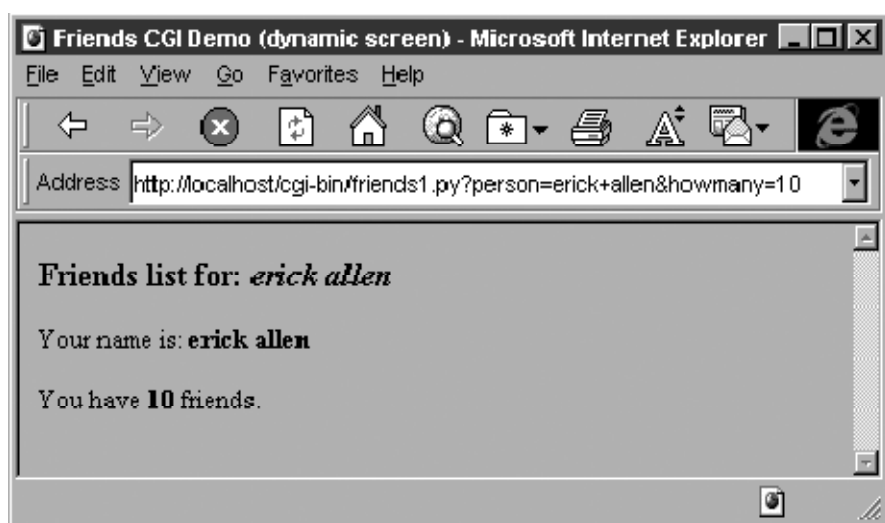 Friends CGI Demo (dynamic screen) - Microsoft Internet Explorer
File Edit View Go Favorites Help
Address http://localhost/cgi-bin/friends1.py?person=erick+allen&howmany=10
Friends list for: erick allen
Your name is: erick allen
You have 10 friends.